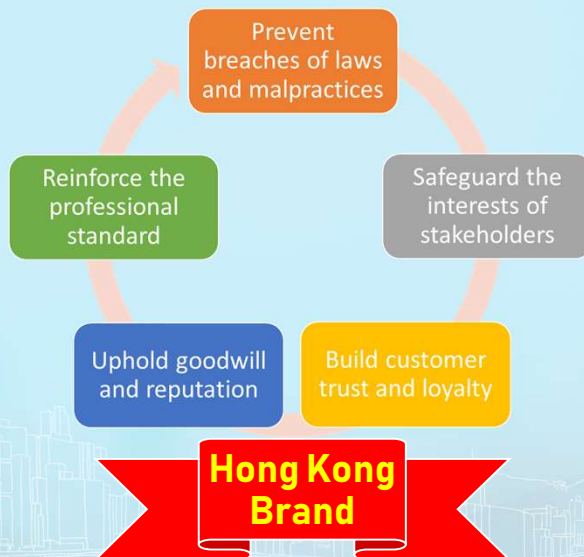 Prevent
breaches of laws
and malpractices
Safeguard the
interests of
stakeholders
Build customer
trust and loyalty
Uphold goodwill
and reputation
Reinforce the
professional
standard
Hong Kong
Brand